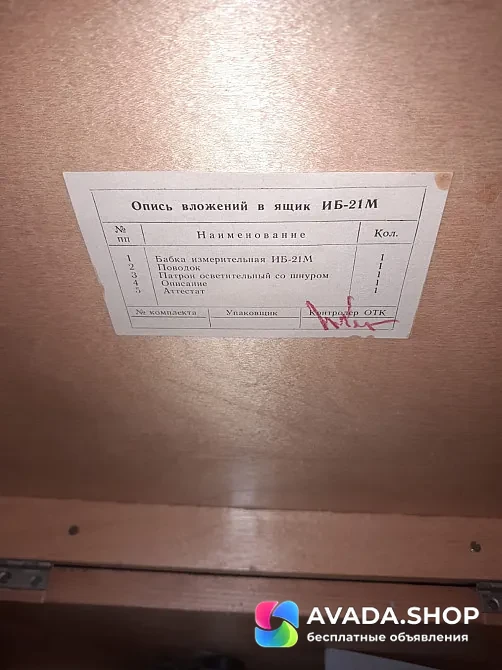 Опись вложений в ящик ИБ-21М
№ пп Наименование Кол.
1 Бабка измерительная ИБ-21М 1
2 Поводок 1
3 Патрон осветительный со шнуром 1
4 Описание 1
5 Аттестат 1
№ комплекта Упаковщик Контролер ОТК
AVADA.SHOP
бесплатные объявления